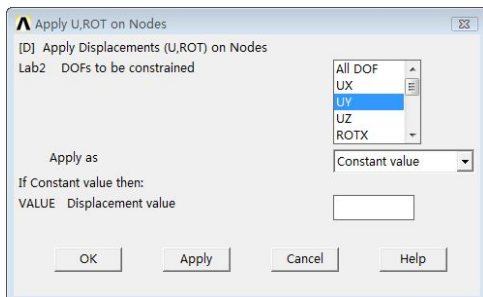 Apply U,ROT on Nodes
[D] Apply Displacements (U,ROT) on Nodes
Lab2 DOFs to be constrained
All DOF
UX
UY
UZ
ROTX
Apply as
Constant value
If Constant value then:
VALUE Displacement value
OK Apply Cancel Help